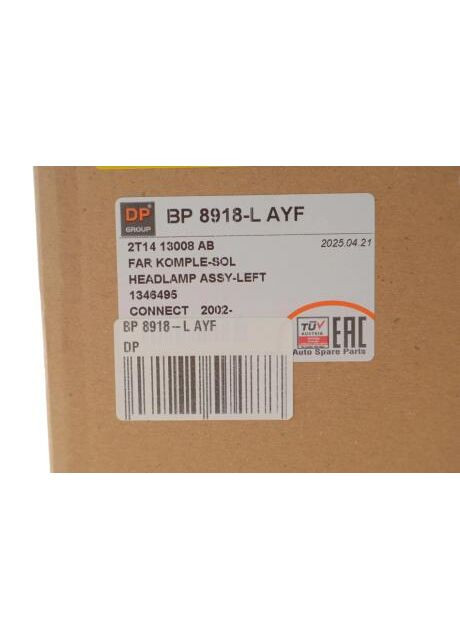 DP GROUP
BP 8918-L AYF
2T14 13008 AB
2025.04.21
FAR KOMPLE-SOL
HEADLAMP ASSY-LEFT
1346495
CONNECT 2002-
BP 8918-L AYF
DP
TÜV
AUSTRIA
EAC
Auto Spare Parts